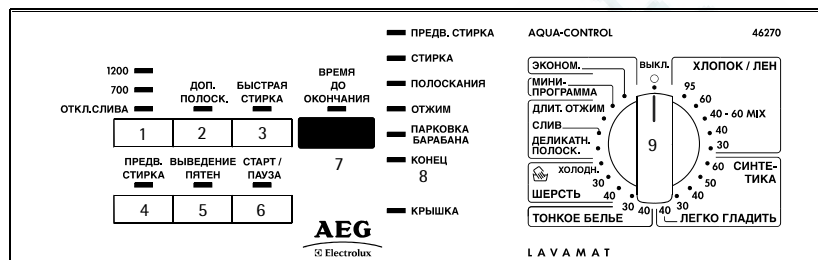 ПРЕДВ. СТИРКА
AQUA-CONTROL 46270
СТИРКА
ЭКОНОМ.
ВЫКЛ.
ХЛОПОК / ЛЕН
1200
700
ОТКЛ.СЛИВА
ДОП.
ПОЛОСК.
БЫСТРАЯ
СТИРКА
ВРЕМЯ
ДО
ОКОНЧАНИЯ
ПОЛОСКАНИЯ
ОТЖИМ
ПАРКОВКА
БАРАБАНА
КОНЕЦ
8
КРЫШКА
1 2 3
7
ПРЕДВ.
СТИРКА
ВЫВЕДЕНИЕ
ПЯТЕН
СТАРТ /
ПАУЗА
4 5 6
AEG
Electrolux
МИНИ-
ПРОГРАММА
ДЛИТ. ОТЖИМ
СЛИВ
ДЕЛИКАТН.
ПОЛОСК.
ХОЛОДН.
30
40
ШЕРСТЬ
30
40
ТОНКОЕ БЕЛЬЕ
9
95
60
40 - 60 MIX
40
30
60
50
40
СИНТЕ-
ТИКА
30
40
ЛЕГКО ГЛАДИТЬ
LAVAMAT